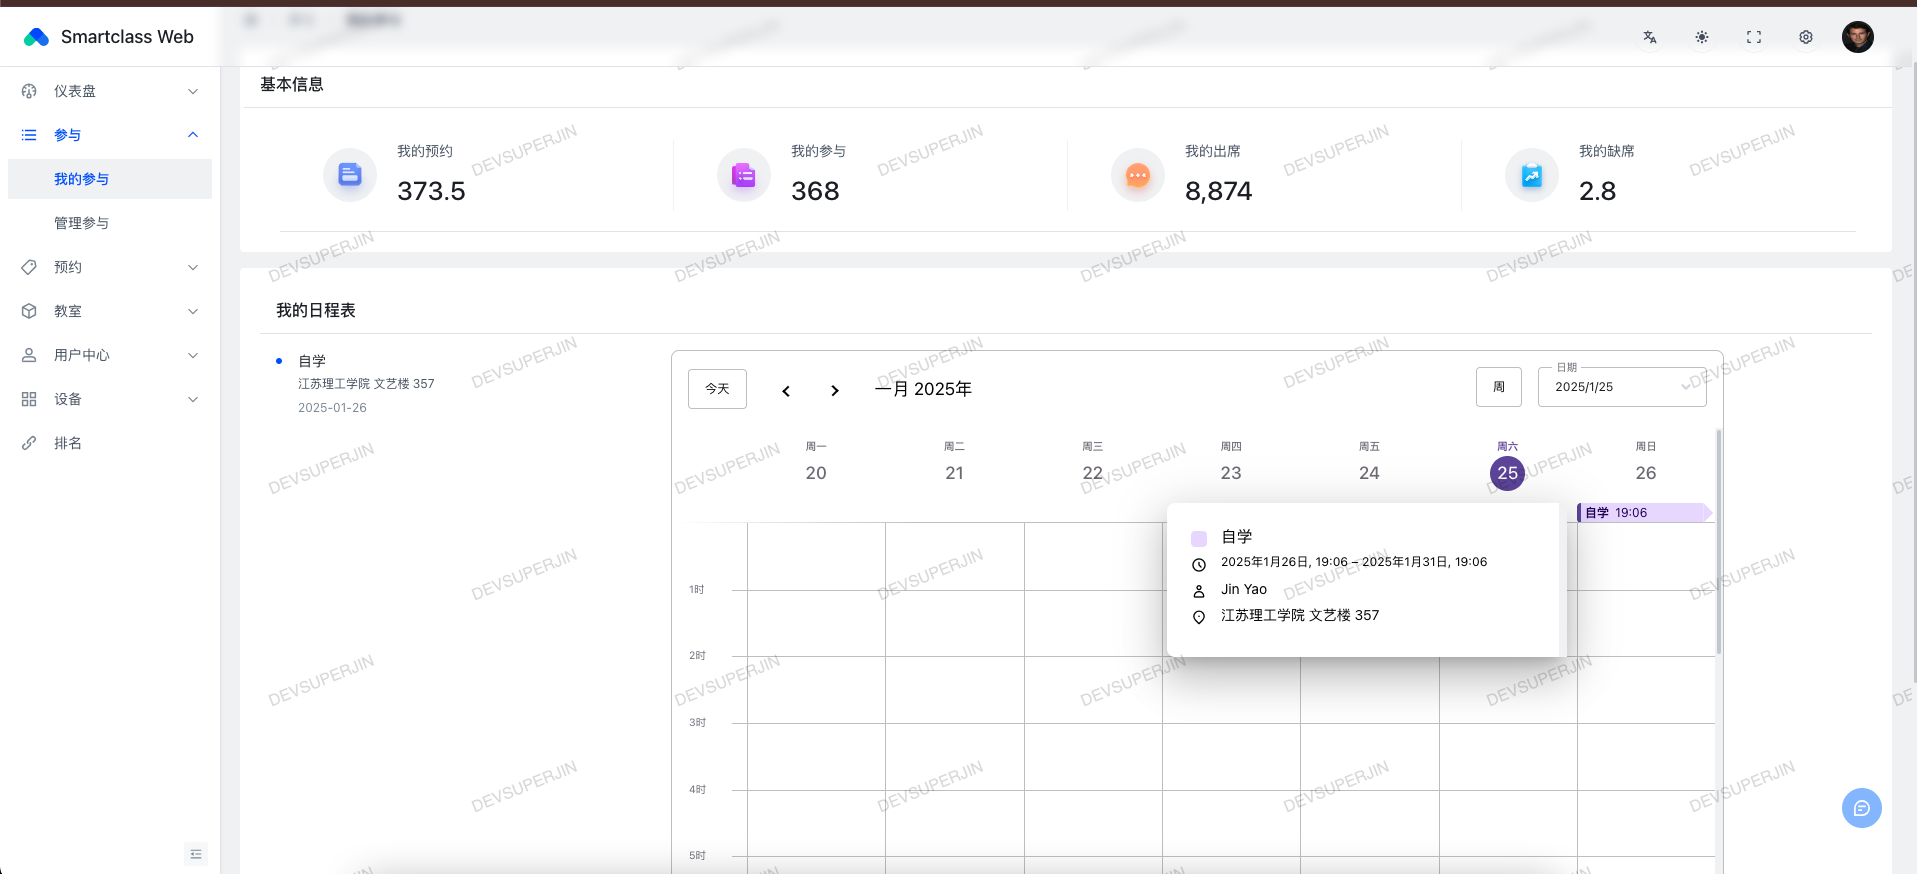 Smartclass Web
仪表盘
参与
我的参与
管理参与
预约
教室
用户中心
设备
排名
基本信息
我的预约
373.5
我的参与
368
我的出席
8,874
我的缺席
2.8
我的日程表
自学
江苏理工学院 文艺楼 357
2025-01-26
今天
一月 2025年
周
日期
2025/1/25
周一 周二 周三 周四 周五 周六 周日
20 21 22 23 24 25 26
自学 19:06
自学
2025年1月26日, 19:06 – 2025年1月31日, 19:06
Jin Yao
江苏理工学院 文艺楼 357
1时
2时
3时
4时
5时
DEVSUPERJIN